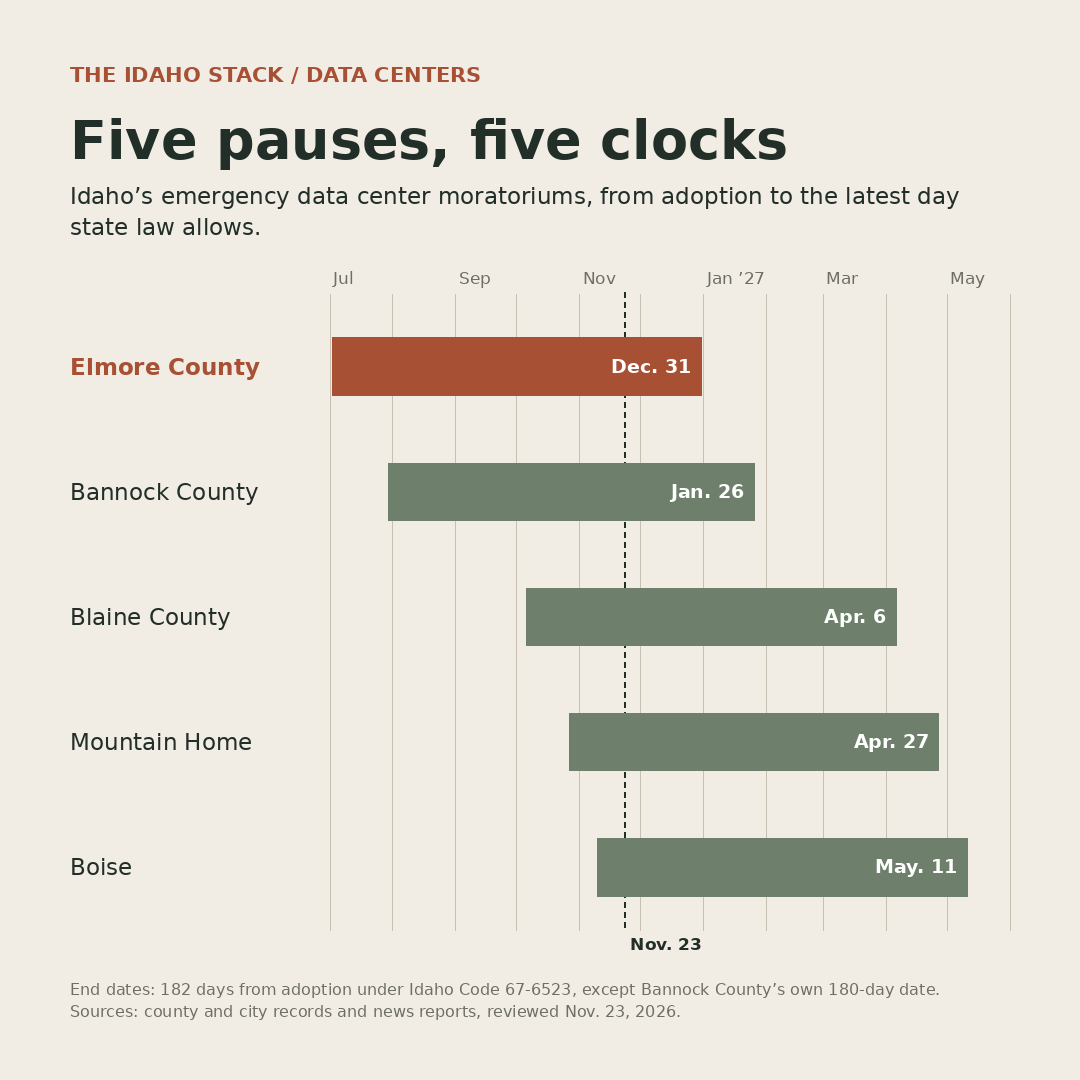 THE IDAHO STACK / DATA CENTERS
Five pauses, five clocks
Idaho’s emergency data center moratoriums, from adoption to the latest day
state law allows.
Jul Sep Nov Jan ’27 Mar May
Elmore County Dec. 31
Bannock County Jan. 26
Blaine County Apr. 6
Mountain Home Apr. 27
Boise May. 11
Nov. 23
End dates: 182 days from adoption under Idaho Code 67-6523, except Bannock County’s own 180-day date.
Sources: county and city records and news reports, reviewed Nov. 23, 2026.